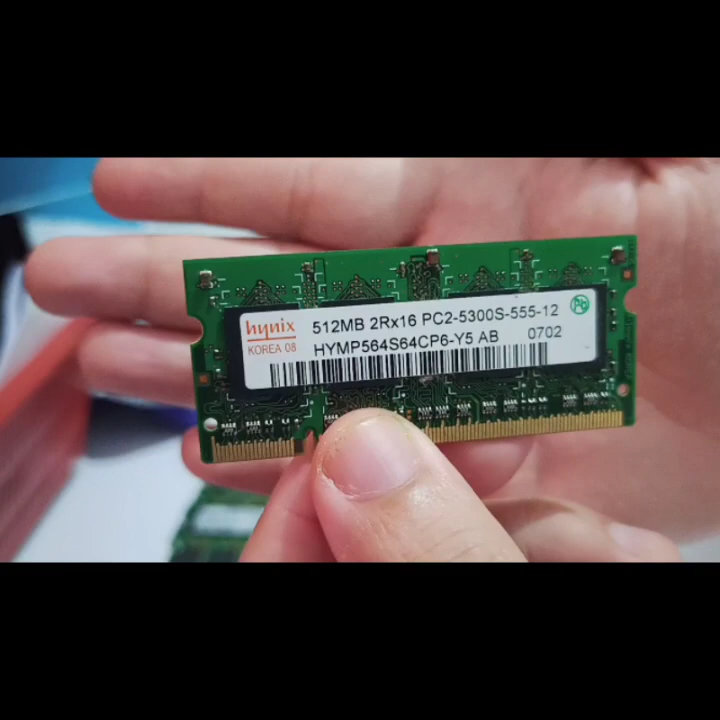 hynix
KOREA 08
512MB 2Rx16 PC2-5300S-555-12
HYMP564S64CP6-Y5 AB 0702